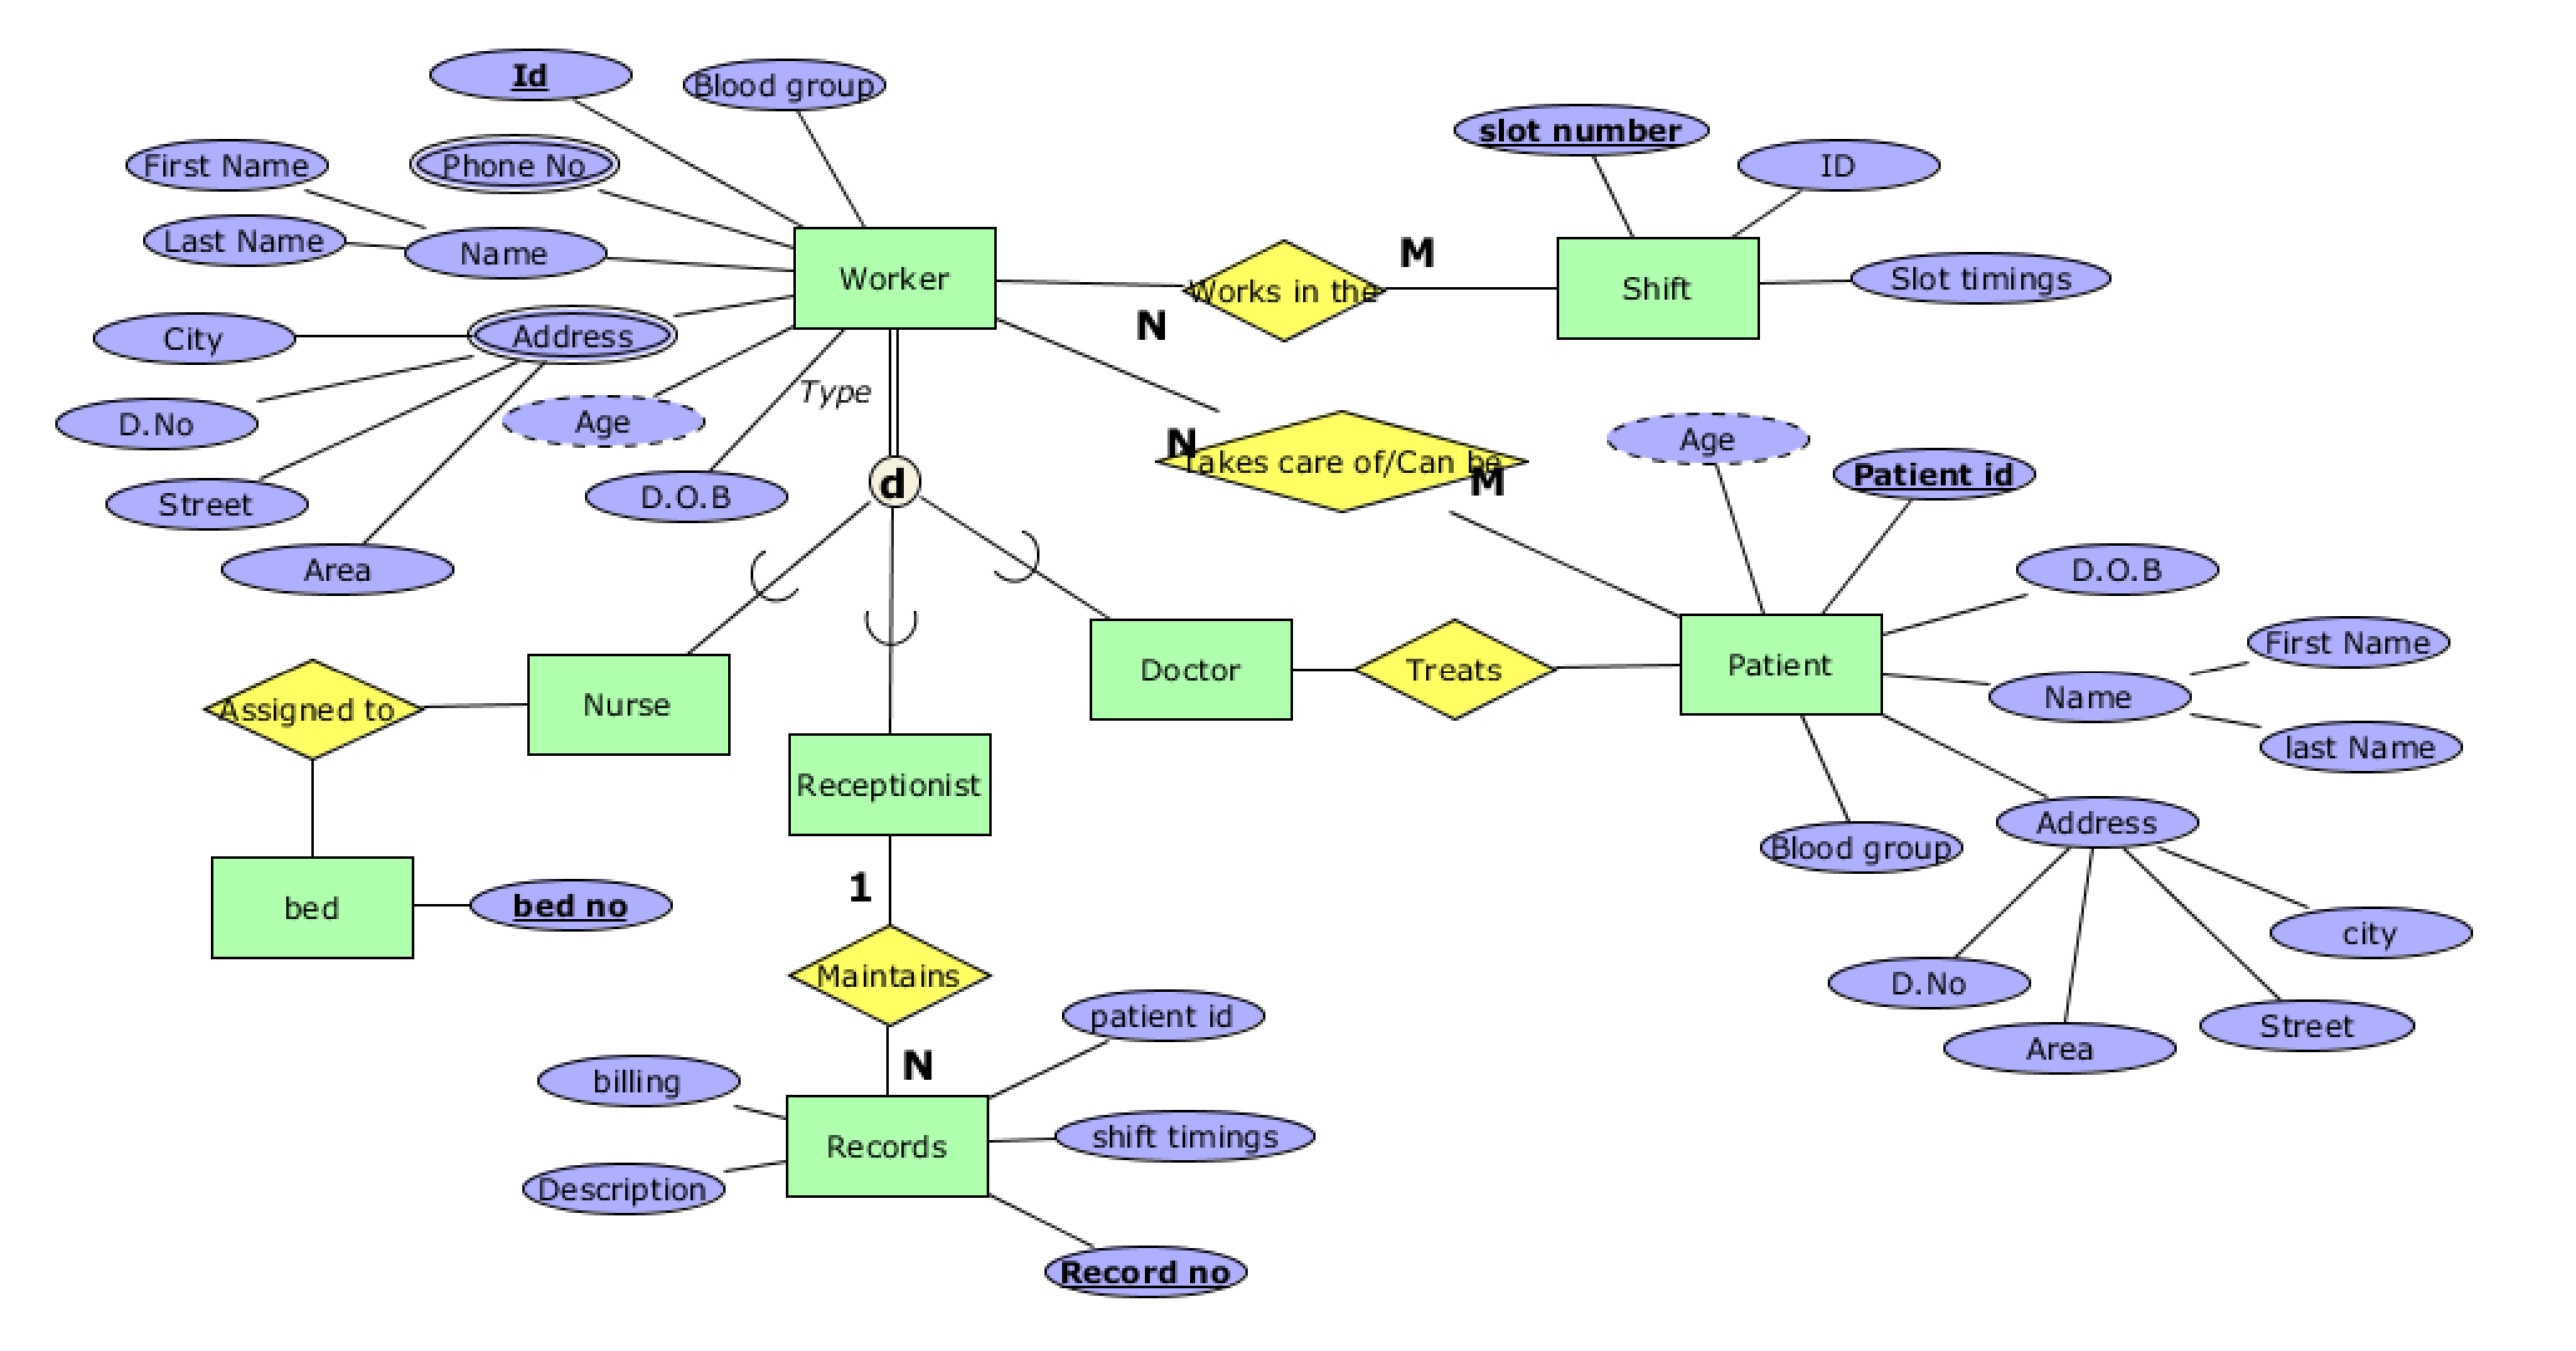 Id
Blood group
First Name
Phone No
Last Name
Name
Worker
City
Address
D.No
Age
Type
Street
D.O.B
Area
d
Works in the
N
M
slot number
ID
Shift
Slot timings
N
Takes care of/Can be
M
Age
Patient id
D.O.B
First Name
Name
last Name
Patient
Treats
Doctor
Assigned to
Nurse
Receptionist
bed
bed no
1
Maintains
N
Blood group
Address
D.No
Area
Street
city
billing
patient id
Records
shift timings
Description
Record no